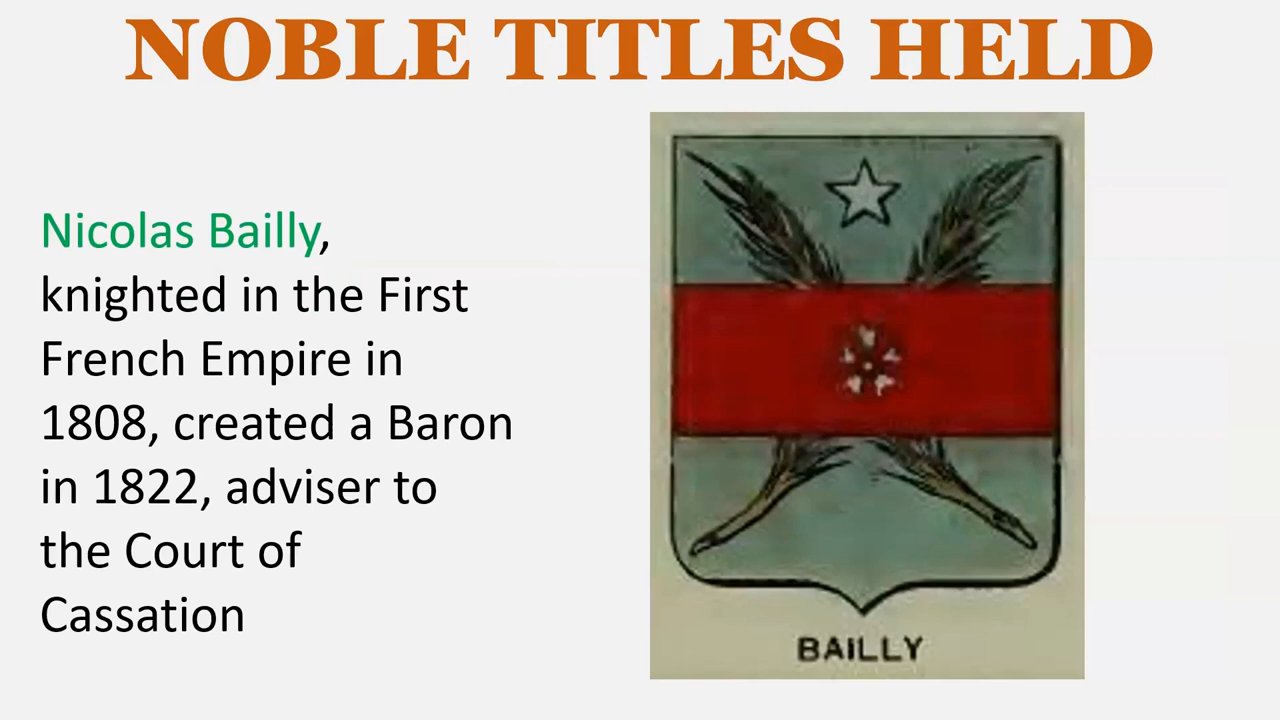 NOBLE TITLES HELD
Nicolas Bailly,
knighted in the First
French Empire in
1808, created a Baron
in 1822, adviser to
the Court of
Cassation
BAILLY